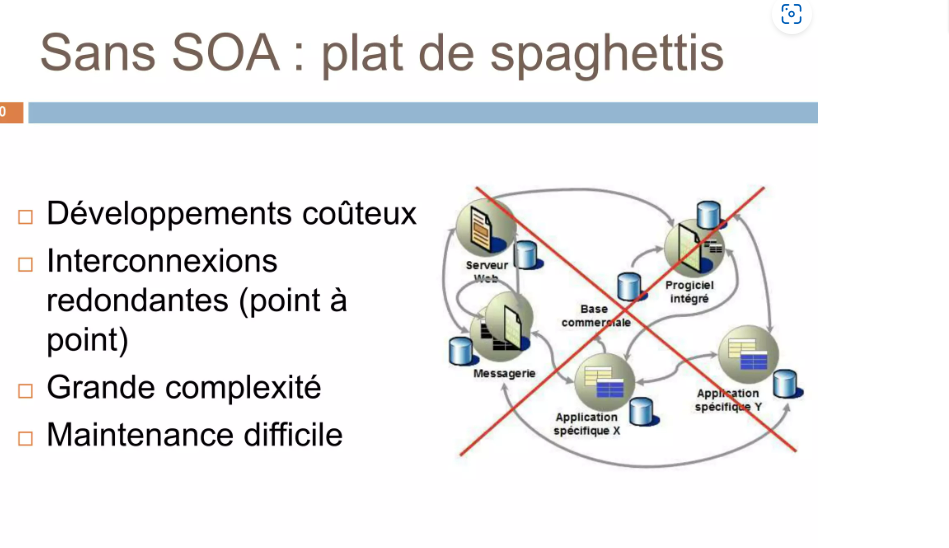 Sans SOA : plat de spaghettis
0
Développements coûteux
Interconnexions
redondantes (point à
point)
Grande complexité
Maintenance difficile
Serveur
Web
Messagerie
Base
commerciale
Progiciel
intégré
Application
spécifique X
Application
spécifique Y